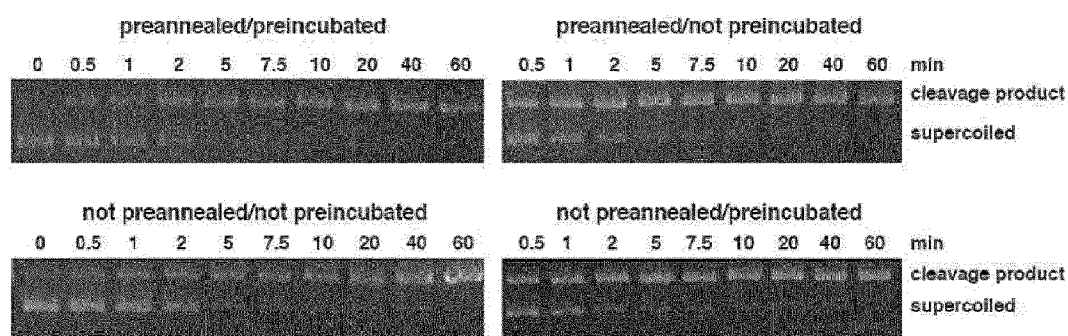 preannealed/preincubated preannealed/not preincubated
0 0.5 1 2 5 7.5 10 20 40 60 0.5 1 2 5 7.5 10 20 40 60 min
cleavage product
supercoiled
not preannealed/not preincubated not preannealed/preincubated
0 0.5 1 2 5 7.5 10 20 40 60 0.5 1 2 5 7.5 10 20 40 60 min
cleavage product
supercoiled